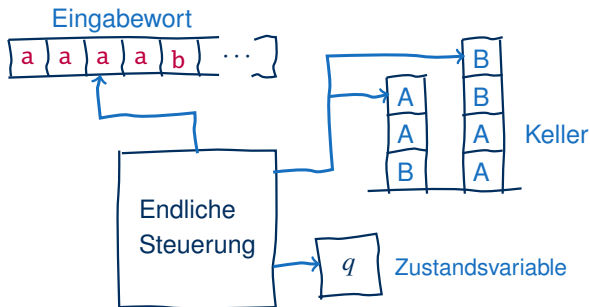 Eingabewort
a a a a b ...
B
A B
A A
B A
Keller
Endliche
Steuerung
q
Zustandsvariable